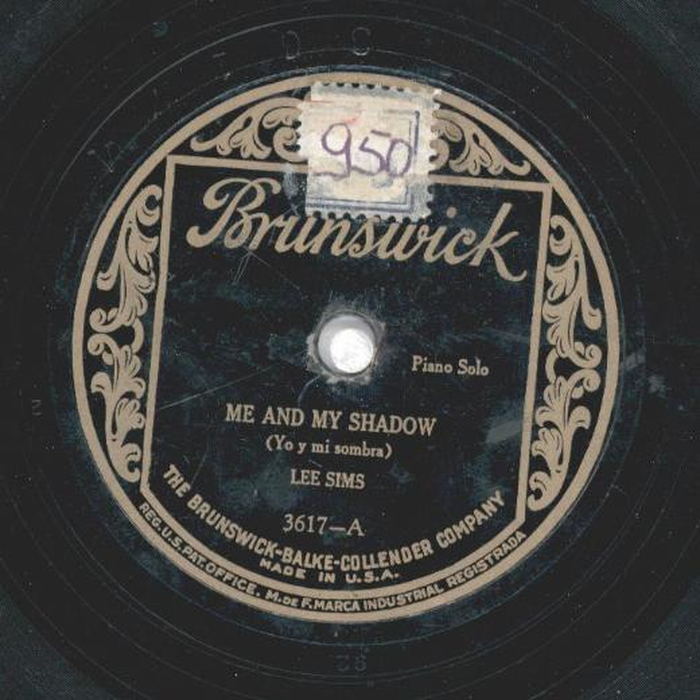 950
Brunswick
Piano Solo
ME AND MY SHADOW
(Yo y mi sombra)
LEE SIMS
3617-A
THE BRUNSWICK-BALKE-COLLENDER COMPANY
MADE IN U.S.A.
REG.U.S.PAT.OFFICE. M.DE F.MARCA INDUSTRIAL REGISTRADA